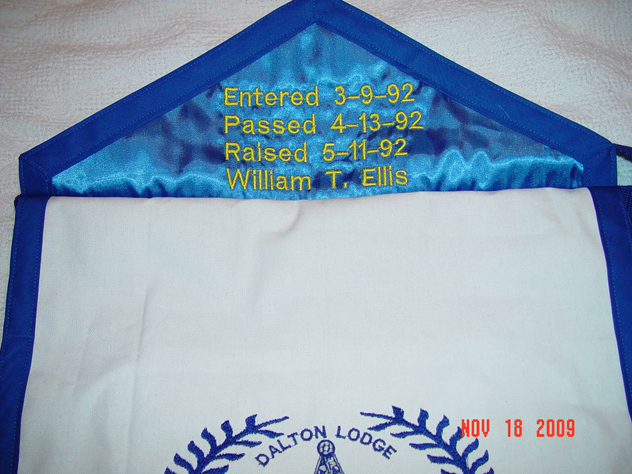 Entered 3-9-92
Passed 4-13-92
Raised 5-11-92
William T. Ellis
DALTON LODGE
NOV 18 2009